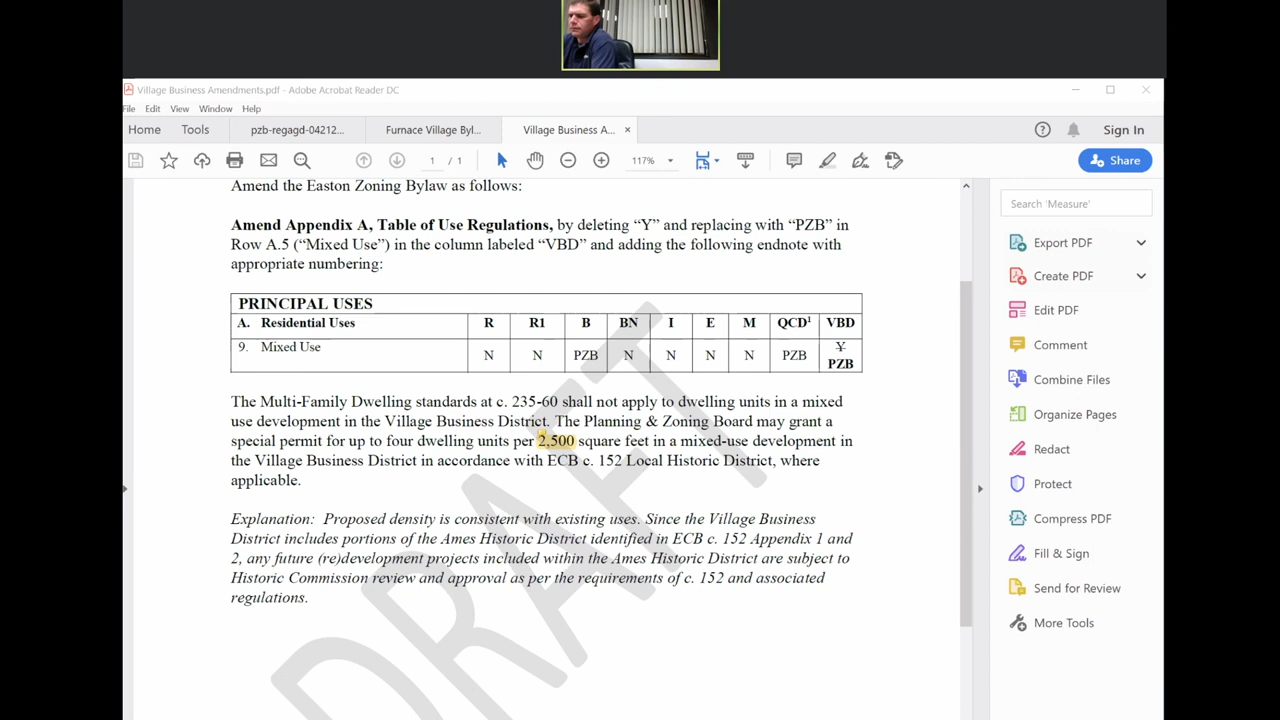 Village Business Amendments.pdf - Adobe Acrobat Reader DC
File Edit View Window Help
Home Tools pzb-regagd-04212... Furnace Village Byl... Village Business A... × Sign In
1 / 1 117% Share
Amend the Easton Zoning Bylaw as follows:
Amend Appendix A, Table of Use Regulations, by deleting “Y” and replacing with “PZB” in
Row A.5 (“Mixed Use”) in the column labeled “VBD” and adding the following endnote with
appropriate numbering:
PRINCIPAL USES
A. Residential Uses R R1 B BN I E M QCD¹ VBD
9. Mixed Use N N PZB N N N N PZB Y
PZB
The Multi-Family Dwelling standards at c. 235-60 shall not apply to dwelling units in a mixed
use development in the Village Business District. The Planning & Zoning Board may grant a
special permit for up to four dwelling units per 2,500 square feet in a mixed-use development in
the Village Business District in accordance with ECB c. 152 Local Historic District, where
applicable.
Explanation: Proposed density is consistent with existing uses. Since the Village Business
District includes portions of the Ames Historic District identified in ECB c. 152 Appendix 1 and
2, any future (re)development projects included within the Ames Historic District are subject to
Historic Commission review and approval as per the requirements of c. 152 and associated
regulations.
DRAFT
Search 'Measure'
Export PDF
Create PDF
Edit PDF
Comment
Combine Files
Organize Pages
Redact
Protect
Compress PDF
Fill & Sign
Send for Review
More Tools